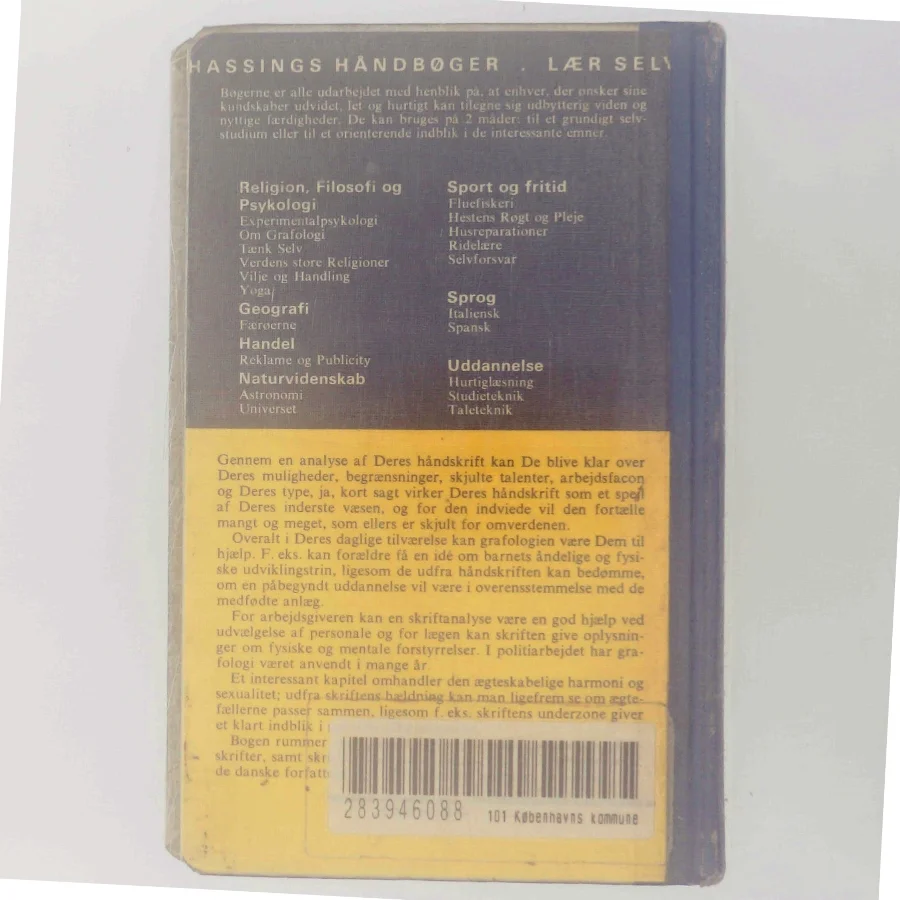 HASSINGS HÅNDBØGER . LÆR SELV
Bøgerne er alle udarbejdet med henblik på, at enhver, der ønsker sine
kundskaber udvidet, let og hurtigt kan tilegne sig udbytterig viden og
nyttige færdigheder. De kan bruges på 2 måder: til et grundigt selv-
studium eller til et orienterende indblik i de interessante emner.
Religion, Filosofi og
Psykologi
Experimentalpsykologi
Om Grafologi
Tænk Selv
Verdens store Religioner
Vilje og Handling
Yoga
Geografi
Færøerne
Handel
Reklame og Publicity
Naturvidenskab
Astronomi
Universet
Sport og fritid
Fluefiskeri
Hestens Røgt og Pleje
Husreparationer
Ridelære
Selvforsvar
Sprog
Italiensk
Spansk
Uddannelse
Hurtiglæsning
Studieteknik
Taleteknik
Gennem en analyse af Deres håndskrift kan De blive klar over
Deres muligheder, begrænsninger, skjulte talenter, arbejdsfacon
og Deres type, ja, kort sagt virker Deres håndskrift som et spejl
af Deres inderste væsen, og for den indviede vil den fortælle
mangt og meget, som ellers er skjult for omverdenen.
Overalt i Deres daglige tilværelse kan grafologien være Dem til
hjælp. F. eks. kan forældre få en idé om barnets åndelige og fysi-
ske udviklingstrin, ligesom de udfra håndskriften kan bedømme,
om en påbegyndt uddannelse vil være i overensstemmelse med de
medfødte anlæg.
For arbejdsgiveren kan en skriftanalyse være en god hjælp ved
udvælgelse af personale og for lægen kan skriften give oplysnin-
ger om fysiske og mentale forstyrrelser. I politiarbejdet har gra-
fologi været anvendt i mange år.
Et interessant kapitel omhandler den ægteskabelige harmoni og
sexualitet; udfra skriftens hældning kan man ligefrem se om ægte-
fællerne passer sammen, ligesom f. eks. skriftens underzone giver
et klart indblik i
Bogen rummer
skrifter, samt
de danske
283946088
101 Københavns kommune